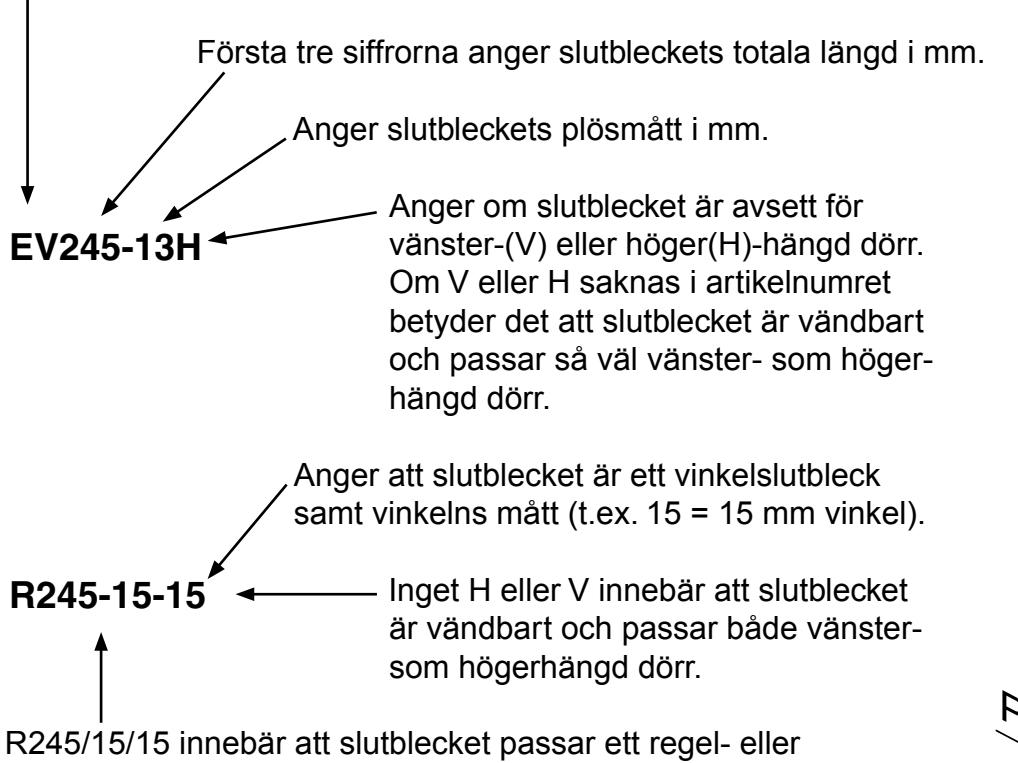 Första tre siffrorna anger slutbleckets totala längd i mm.
Anger slutbleckets plösmått i mm.
EV245-13H
Anger om slutblecket är avsett för
vänster-(V) eller höger(H)-hängd dörr.
Om V eller H saknas i artikelnumret
betyder det att slutblecket är vändbart
och passar så väl vänster- som höger-
hängd dörr.
Anger att slutblecket är ett vinkelslutbleck
samt vinkelns mått (t.ex. 15 = 15 mm vinkel).
R245-15-15
Inget H eller V innebär att slutblecket
är vändbart och passar både vänster-
som högerhängd dörr.
R245/15/15 innebär att slutblecket passar ett regel- eller